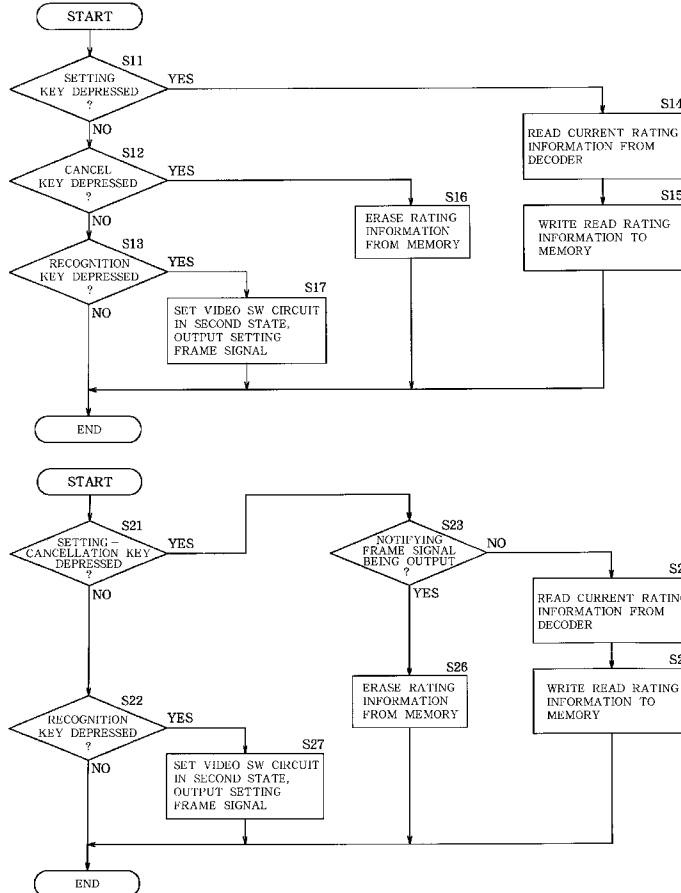 START
S11
SETTING
KEY DEPRESSED
?
YES
NO
S14
READ CURRENT RATING
INFORMATION FROM
DECODER
S12
CANCEL
KEY DEPRESSED
?
YES
NO
S16
ERASE RATING
INFORMATION
FROM MEMORY
S15
WRITE READ RATING
INFORMATION TO
MEMORY
S13
RECOGNITION
KEY DEPRESSED
?
YES
NO
S17
SET VIDEO SW CIRCUIT
IN SECOND STATE,
OUTPUT SETTING
FRAME SIGNAL
END
START
S21
SETTING-
CANCELLATION KEY
DEPRESSED
?
YES
NO
S23
NOTIFYING
FRAME SIGNAL
BEING OUTPUT
?
NO
YES
READ CURRENT RATING
INFORMATION FROM
DECODER
S26
ERASE RATING
INFORMATION
FROM MEMORY
WRITE READ RATING
INFORMATION TO
MEMORY
S22
RECOGNITION
KEY DEPRESSED
?
YES
NO
S27
SET VIDEO SW CIRCUIT
IN SECOND STATE,
OUTPUT SETTING
FRAME SIGNAL
END